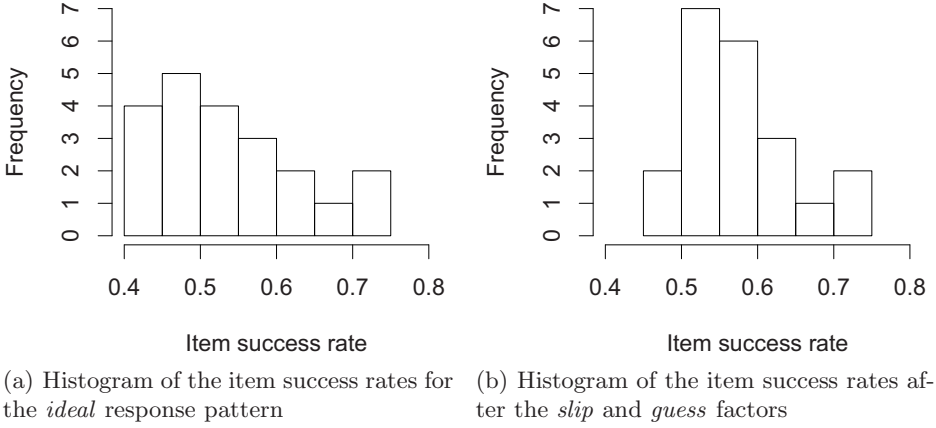 Frequency
0 1 2 3 4 5 6 7
0.4 0.5 0.6 0.7 0.8
Item success rate
(a) Histogram of the item success rates for
the ideal response pattern
Frequency
0 1 2 3 4 5 6 7
0.4 0.5 0.6 0.7 0.8
Item success rate
(b) Histogram of the item success rates af-
ter the slip and guess factors